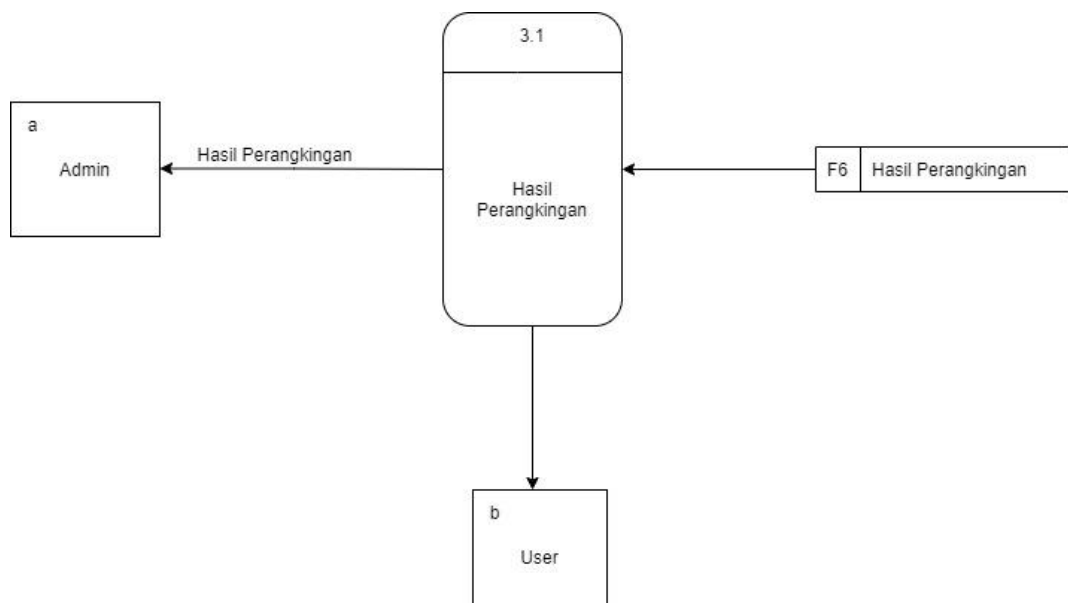 3.1
a
Admin
Hasil Perangkingan
Hasil
Perangkingan
F6 Hasil Perangkingan
b
User